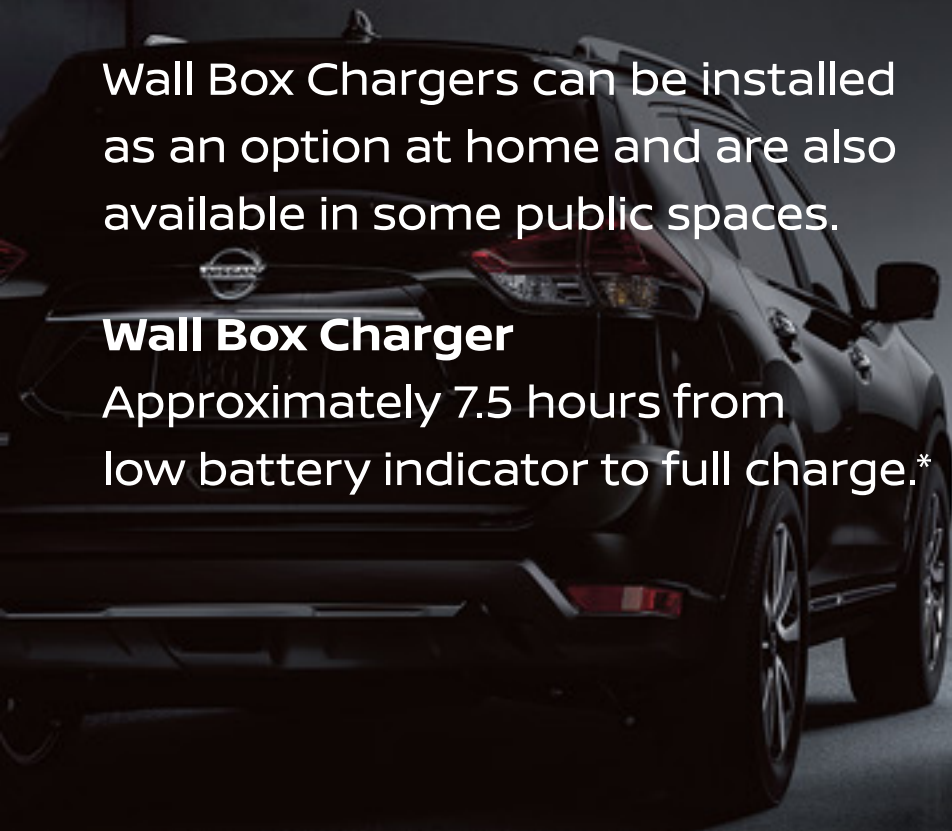 Wall Box Chargers can be installed
as an option at home and are also
available in some public spaces.
NISSAN
Wall Box Charger
Approximately 7.5 hours from
low battery indicator to full charge.*